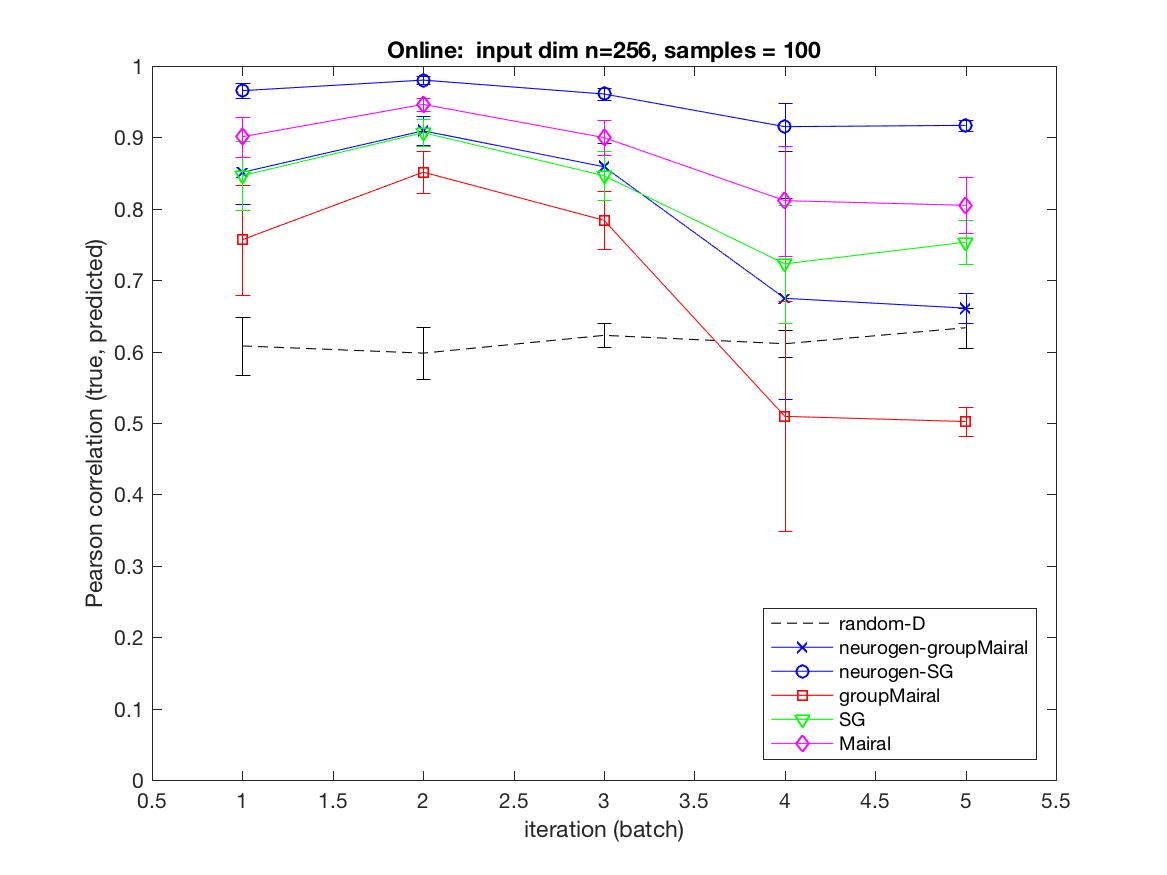 Online:  input dim n=256, samples = 100
1
0.9
0.8
0.7
0.6
0.5
0.4
0.3
0.2
0.1
0
Pearson correlation (true, predicted)
random-D
neurogen-groupMairal
neurogen-SG
groupMairal
SG
Mairal
0.5 1 1.5 2 2.5 3 3.5 4 4.5 5 5.5
iteration (batch)